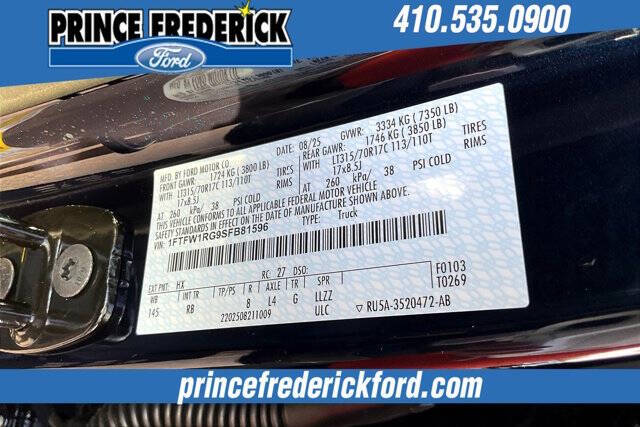 PRINCE FREDERICK
Ford
410.535.0900
MFD. BY FORD MOTOR CO.
DATE: 08/25 GVWR: 3334 KG ( 7350 LB)
FRONT GAWR: 1724 KG ( 3800 LB) REAR GAWR: 1746 KG ( 3850 LB)
LT315/70R17C 113/110T TIRES LT315/70R17C 113/110T TIRES
17x8.5J RIMS 17x8.5J RIMS
AT 260 kPa/ 38 PSI COLD AT 260 kPa/ 38 PSI COLD
THIS VEHICLE CONFORMS TO ALL APPLICABLE FEDERAL MOTOR VEHICLE
SAFETY STANDARDS IN EFFECT ON THE DATE OF MANUFACTURE SHOWN ABOVE.
VIN: 1FTFW1RG9SFB81596
TYPE: Truck
F0103
T0269
HX RC: 27 DSO:
WB INT TR TP/PS R AXLE TR SPR
145 RB 8 L4 G LLZZ
2202508211009 ULC ▽ RU5A-3520472-AB
princefrederickford.com